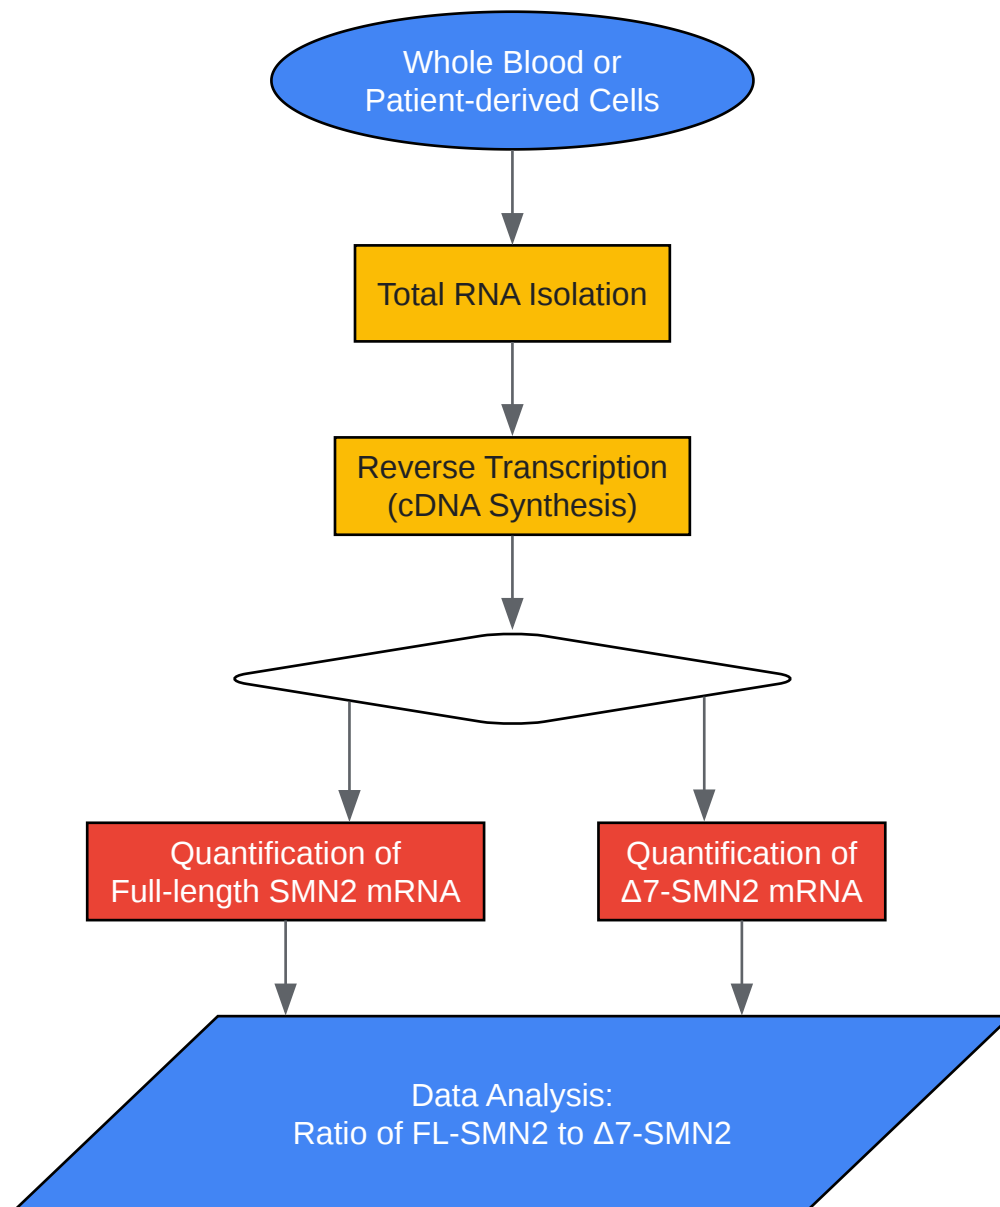 Whole Blood or
Patient-derived Cells
Total RNA Isolation
Reverse Transcription
(cDNA Synthesis)
Quantification of
Full-length SMN2 mRNA
Quantification of
Δ7-SMN2 mRNA
Data Analysis:
Ratio of FL-SMN2 to Δ7-SMN2